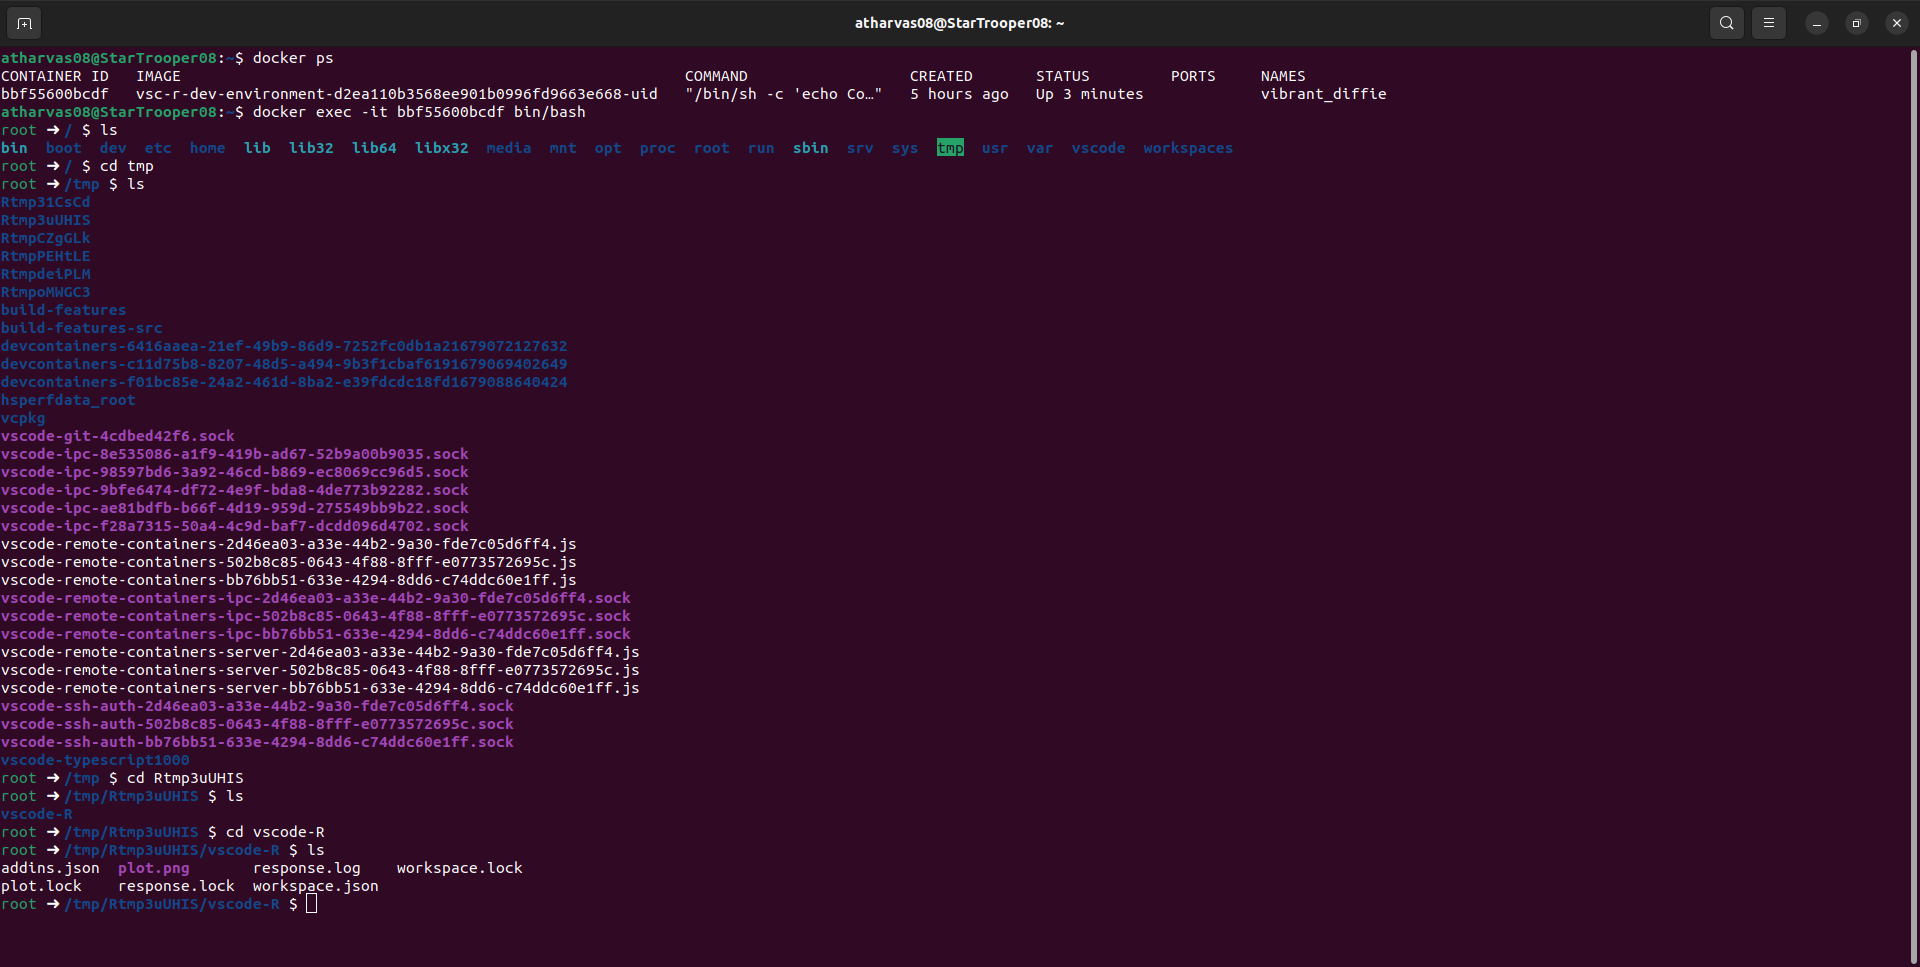 atharvas08@StarTrooper08: ~
atharvas08@StarTrooper08:~$ docker ps
CONTAINER ID   IMAGE                                                        COMMAND                  CREATED       STATUS         PORTS     NAMES
bbf55600bcdf   vsc-r-dev-environment-d2ea110b3568ee901b0996fd9663e668-uid   "/bin/sh -c 'echo Co…"   5 hours ago   Up 3 minutes             vibrant_diffie
atharvas08@StarTrooper08:~$ docker exec -it bbf55600bcdf bin/bash
root ➜ / $ ls
bin  boot  dev  etc  home  lib  lib32  lib64  libx32  media  mnt  opt  proc  root  run  sbin  srv  sys  tmp  usr  var  vscode  workspaces
root ➜ / $ cd tmp
root ➜ /tmp $ ls
Rtmp31CsCd
Rtmp3uUHIS
RtmpCZgGLk
RtmpPEHtLE
RtmpdeiPLM
RtmpoMWGC3
build-features
build-features-src
devcontainers-6416aaea-21ef-49b9-86d9-7252fc0db1a21679072127632
devcontainers-c11d75b8-8207-48d5-a494-9b3f1cbaf6191679069402649
devcontainers-f01bc85e-24a2-461d-8ba2-e39fdcdc18fd1679088640424
hsperfdata_root
vcpkg
vscode-git-4cdbed42f6.sock
vscode-ipc-8e535086-a1f9-419b-ad67-52b9a00b9035.sock
vscode-ipc-98597bd6-3a92-46cd-b869-ec8069cc96d5.sock
vscode-ipc-9bfe6474-df72-4e9f-bda8-4de773b92282.sock
vscode-ipc-ae81bdfb-b66f-4d19-959d-275549bb9b22.sock
vscode-ipc-f28a7315-50a4-4c9d-baf7-dcdd096d4702.sock
vscode-remote-containers-2d46ea03-a33e-44b2-9a30-fde7c05d6ff4.js
vscode-remote-containers-502b8c85-0643-4f88-8fff-e0773572695c.js
vscode-remote-containers-bb76bb51-633e-4294-8dd6-c74ddc60e1ff.js
vscode-remote-containers-ipc-2d46ea03-a33e-44b2-9a30-fde7c05d6ff4.sock
vscode-remote-containers-ipc-502b8c85-0643-4f88-8fff-e0773572695c.sock
vscode-remote-containers-ipc-bb76bb51-633e-4294-8dd6-c74ddc60e1ff.sock
vscode-remote-containers-server-2d46ea03-a33e-44b2-9a30-fde7c05d6ff4.js
vscode-remote-containers-server-502b8c85-0643-4f88-8fff-e0773572695c.js
vscode-remote-containers-server-bb76bb51-633e-4294-8dd6-c74ddc60e1ff.js
vscode-ssh-auth-2d46ea03-a33e-44b2-9a30-fde7c05d6ff4.sock
vscode-ssh-auth-502b8c85-0643-4f88-8fff-e0773572695c.sock
vscode-ssh-auth-bb76bb51-633e-4294-8dd6-c74ddc60e1ff.sock
vscode-typescript1000
root ➜ /tmp $ cd Rtmp3uUHIS
root ➜ /tmp/Rtmp3uUHIS $ ls
vscode-R
root ➜ /tmp/Rtmp3uUHIS $ cd vscode-R
root ➜ /tmp/Rtmp3uUHIS/vscode-R $ ls
addins.json  plot.png       response.log    workspace.lock
plot.lock    response.lock  workspace.json
root ➜ /tmp/Rtmp3uUHIS/vscode-R $